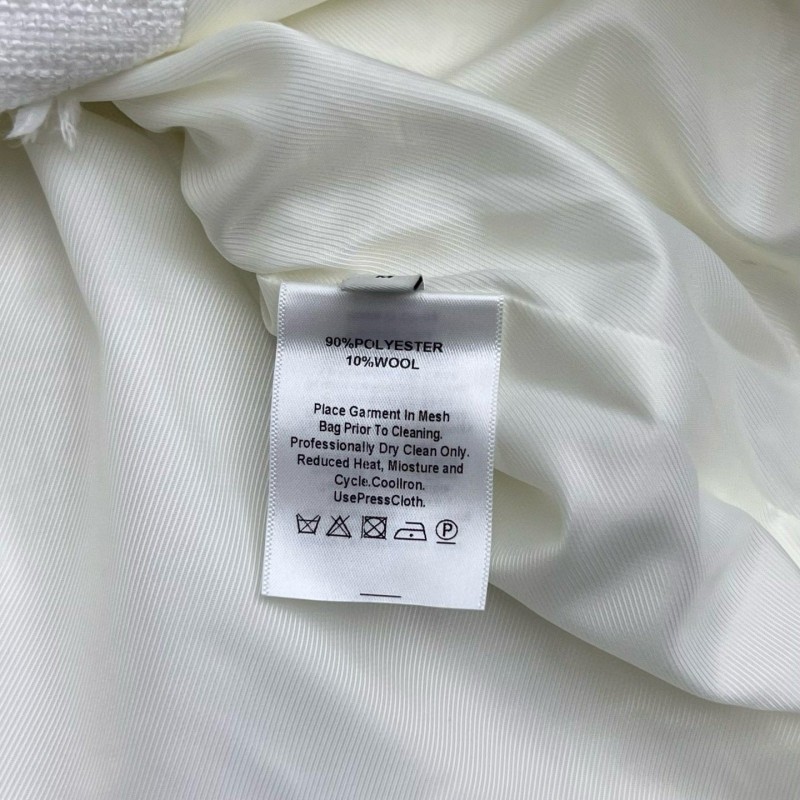 90%POLYESTER
10%WOOL
Place Garment In Mesh
Bag Prior To Cleaning.
Professionally Dry Clean Only.
Reduced Heat, Miosture and
Cycle.CoolIron.
UsePressCloth.
P